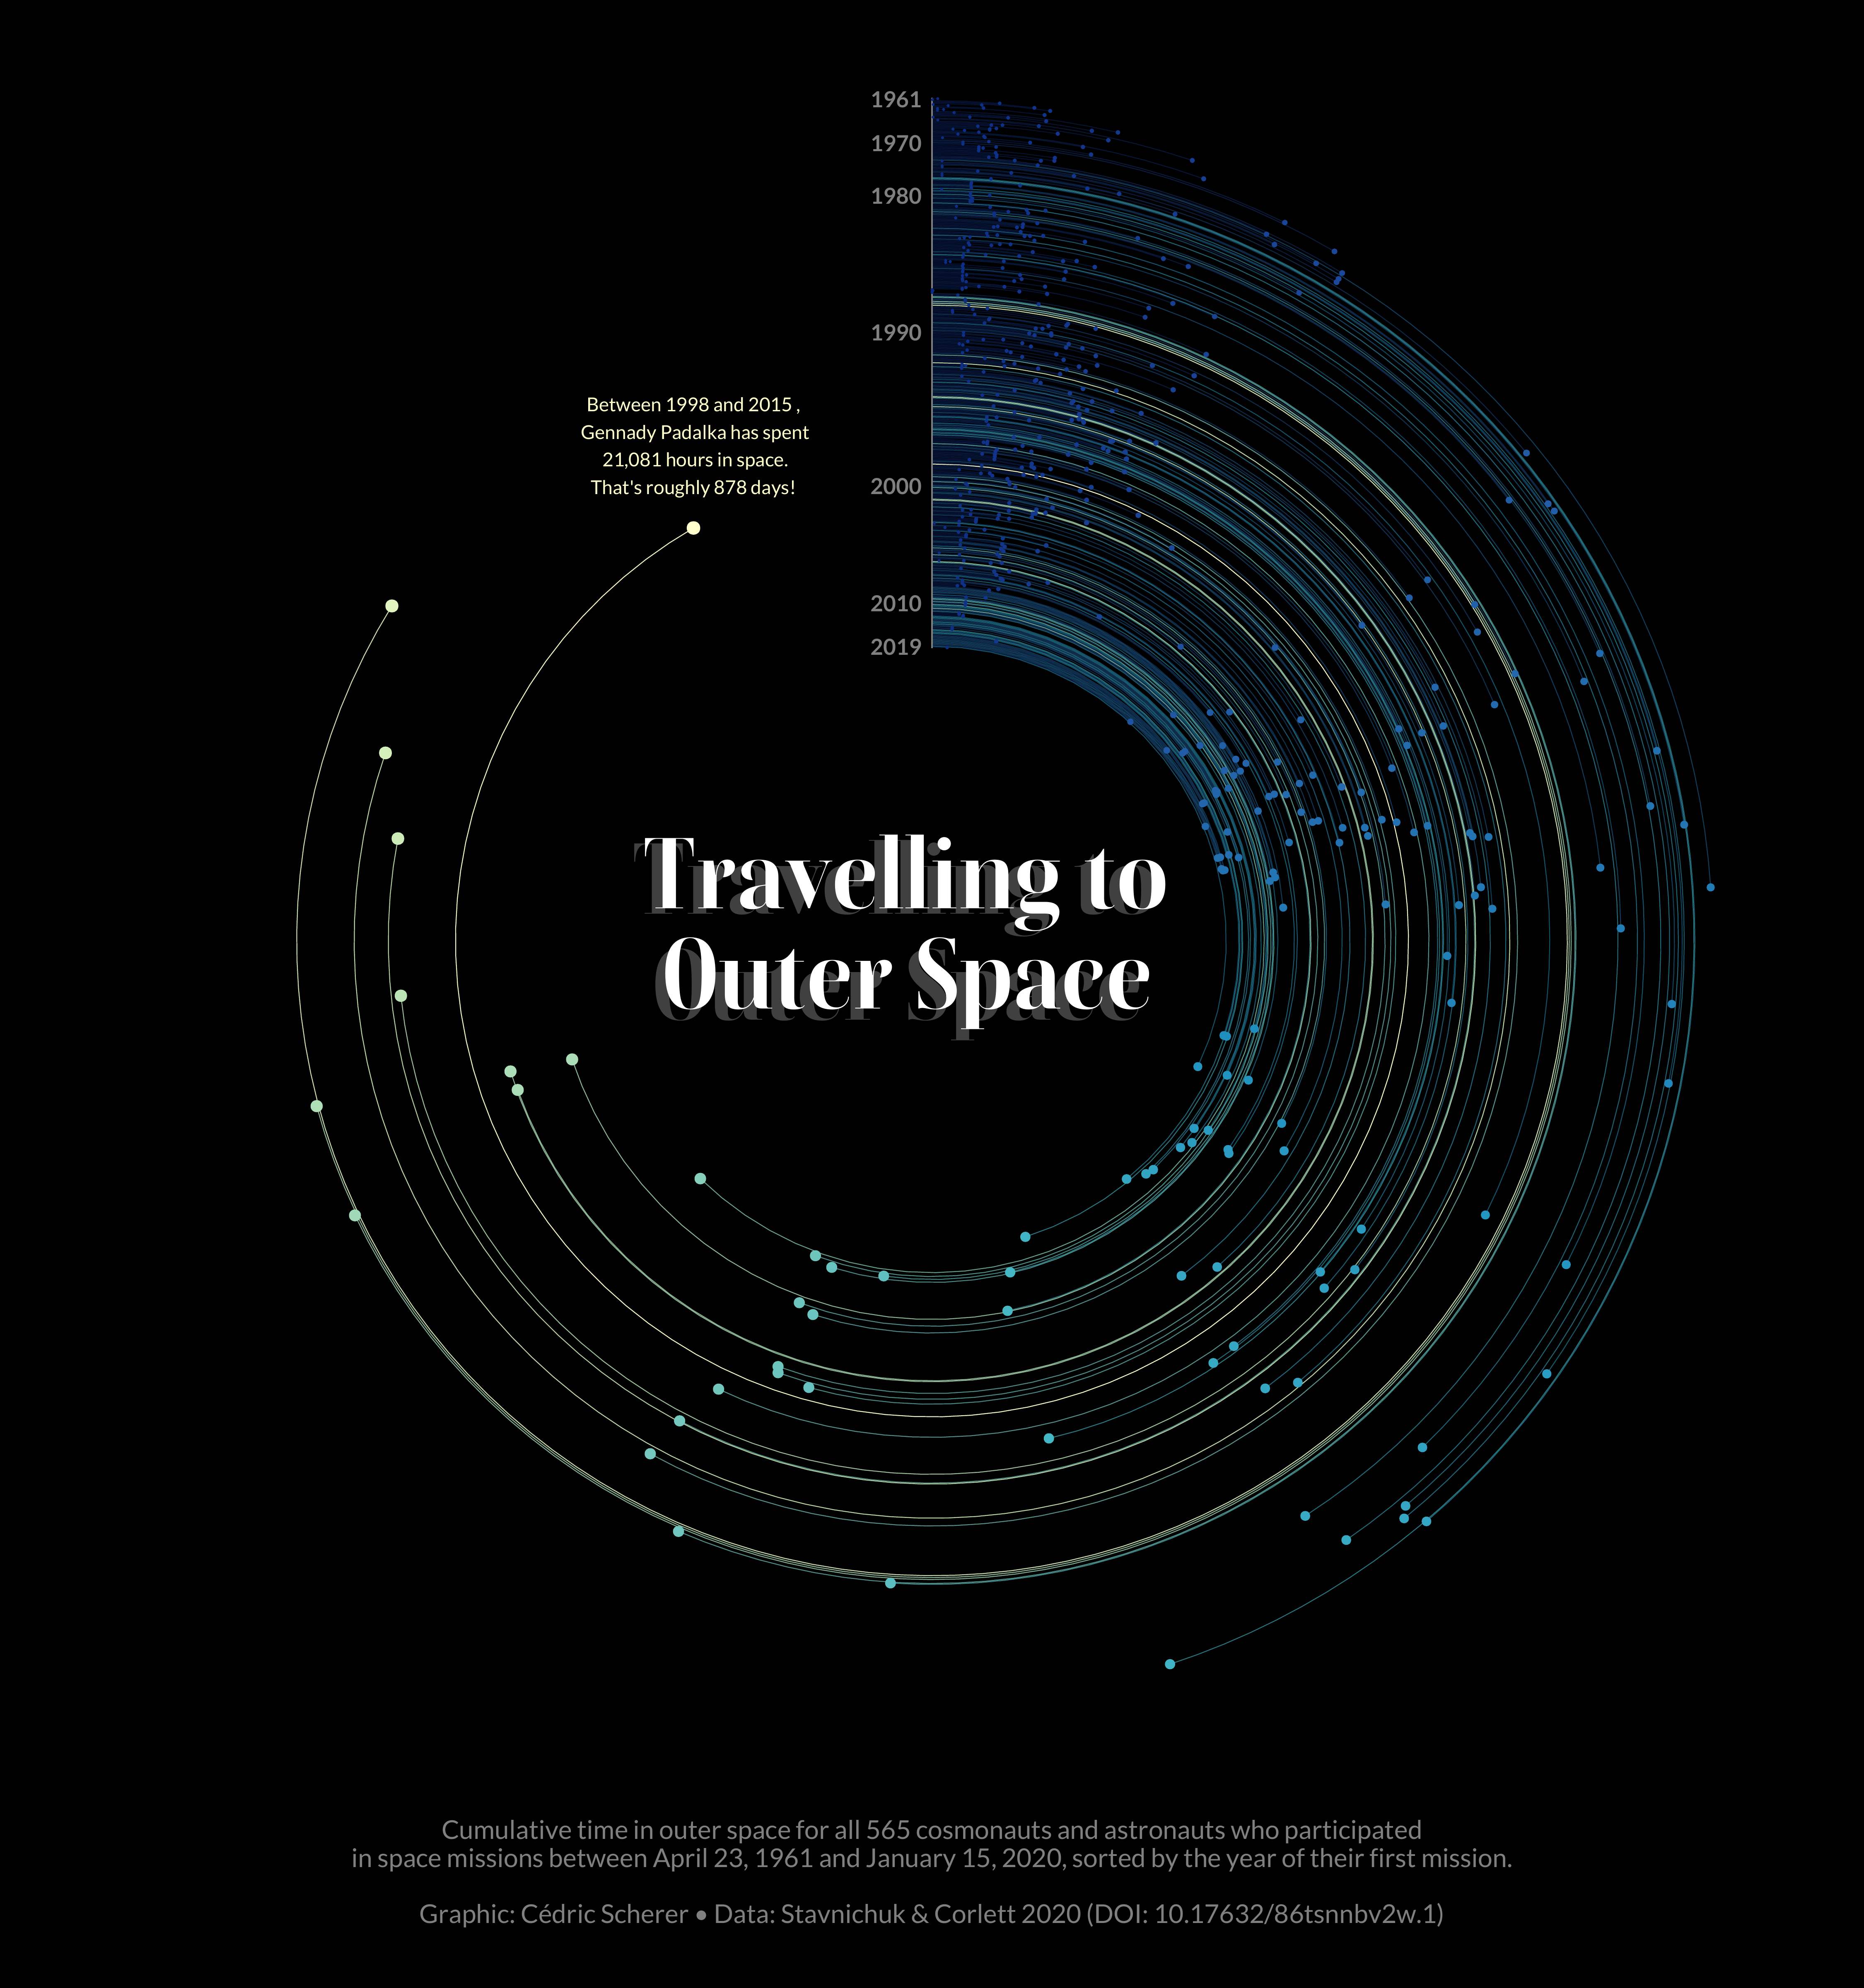 1961
1970
1980
1990
2000
2010
2019
Between 1998 and 2015 ,
Gennady Padalka has spent
21,081 hours in space.
That's roughly 878 days!
Travelling to
Outer Space
Cumulative time in outer space for all 565 cosmonauts and astronauts who participated
in space missions between April 23, 1961 and January 15, 2020, sorted by the year of their first mission.
Graphic: Cédric Scherer • Data: Stavnichuk & Corlett 2020 (DOI: 10.17632/86tsnnbv2w.1)